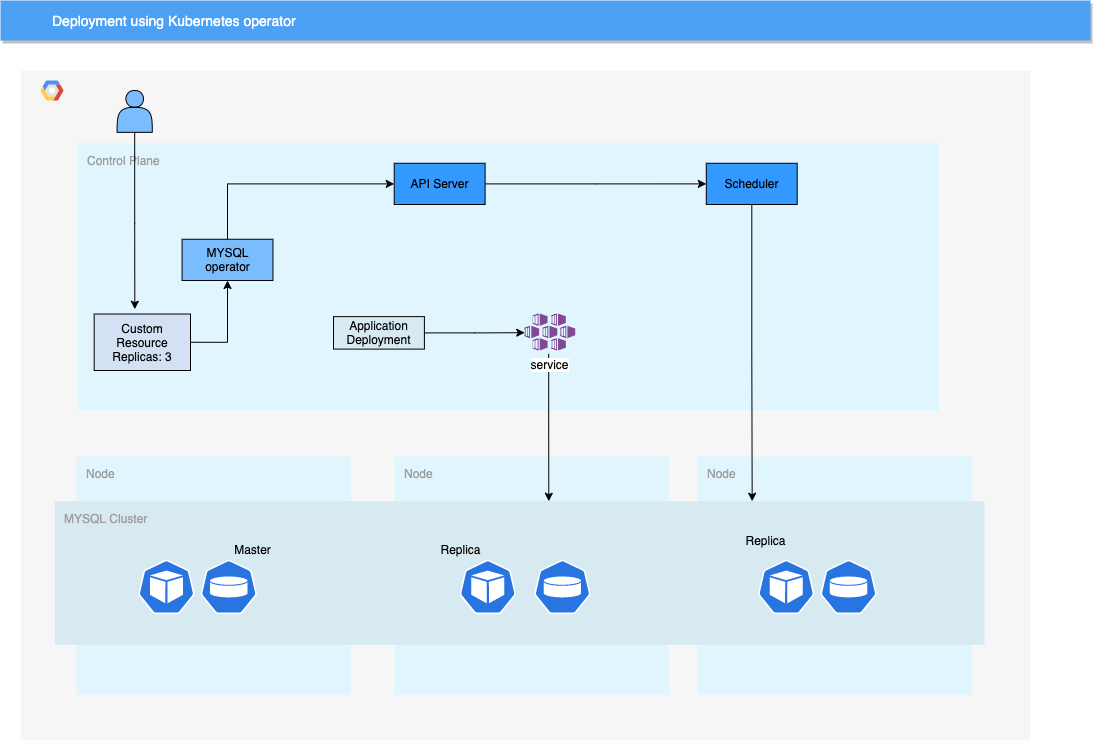 Deployment using Kubernetes operator
Control Plane
API Server
Scheduler
MYSQL
operator
Custom
Resource
Replicas: 3
Application
Deployment
service
Node
Node
Node
MYSQL Cluster
Master
Replica
Replica